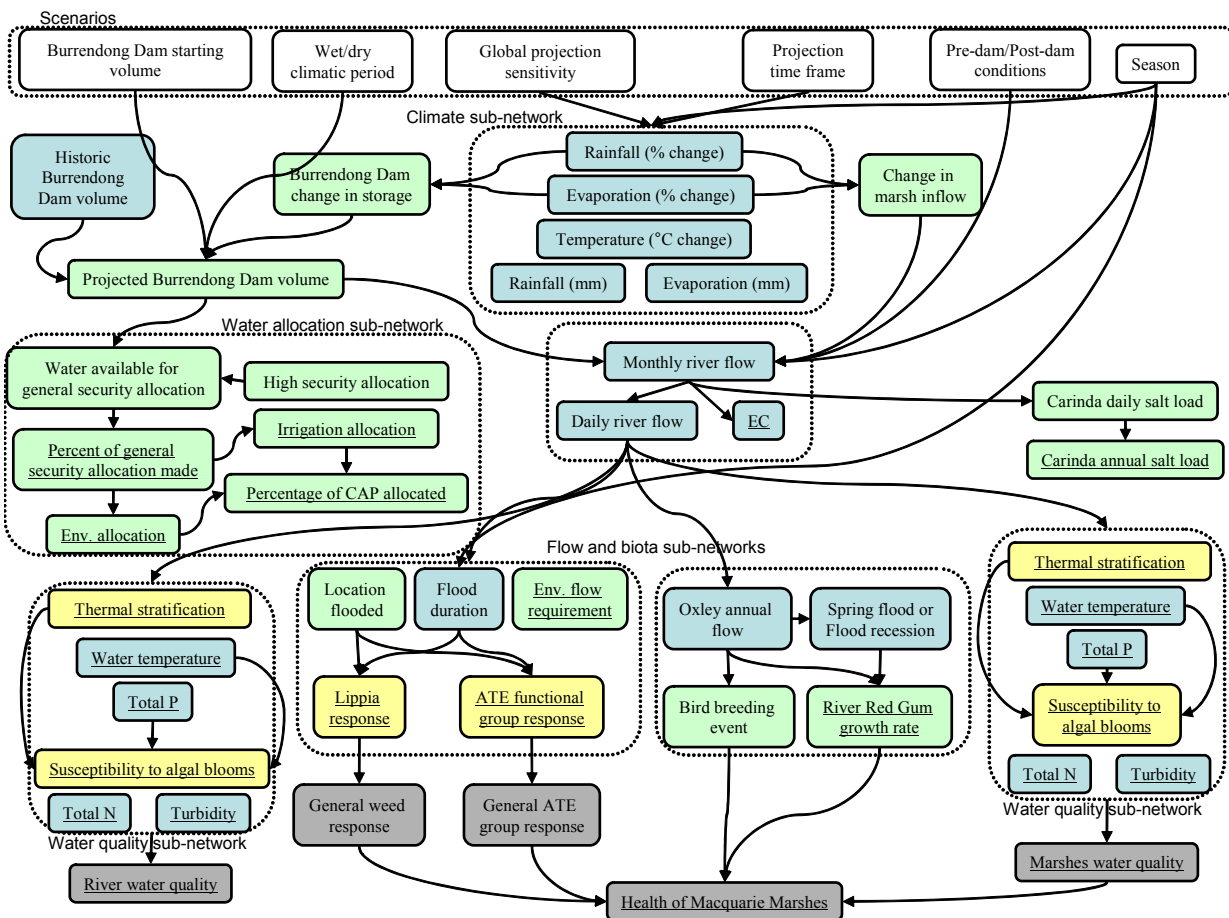 Scenarios
Burrendong Dam starting
volume
Wet/dry
climatic period
Global projection
sensitivity
Projection
time frame
Pre-dam/Post-dam
conditions
Season
Climate sub-network
Historic
Burrendong
Dam volume
Burrendong Dam
change in storage
Rainfall (% change)
Evaporation (% change)
Temperature (°C change)
Rainfall (mm)
Evaporation (mm)
Change in
marsh inflow
Projected Burrendong Dam volume
Water allocation sub-network
Water available for
general security allocation
High security allocation
Percent of general
security allocation made
Irrigation allocation
Percentage of CAP allocated
Env. allocation
Monthly river flow
Daily river flow
EC
Carinda daily salt load
Carinda annual salt load
Flow and biota sub-networks
Thermal stratification
Water temperature
Total P
Susceptibility to algal blooms
Total N
Turbidity
Water quality sub-network
River water quality
Location
flooded
Flood
duration
Env. flow
requirement
Lippia
response
ATE functional
group response
General weed
response
General ATE
group response
Oxley annual
flow
Spring flood or
Flood recession
Bird breeding
event
River Red Gum
growth rate
Thermal stratification
Water temperature
Total P
Susceptibility to
algal blooms
Total N
Turbidity
Water quality sub-network
Marshes water quality
Health of Macquarie Marshes